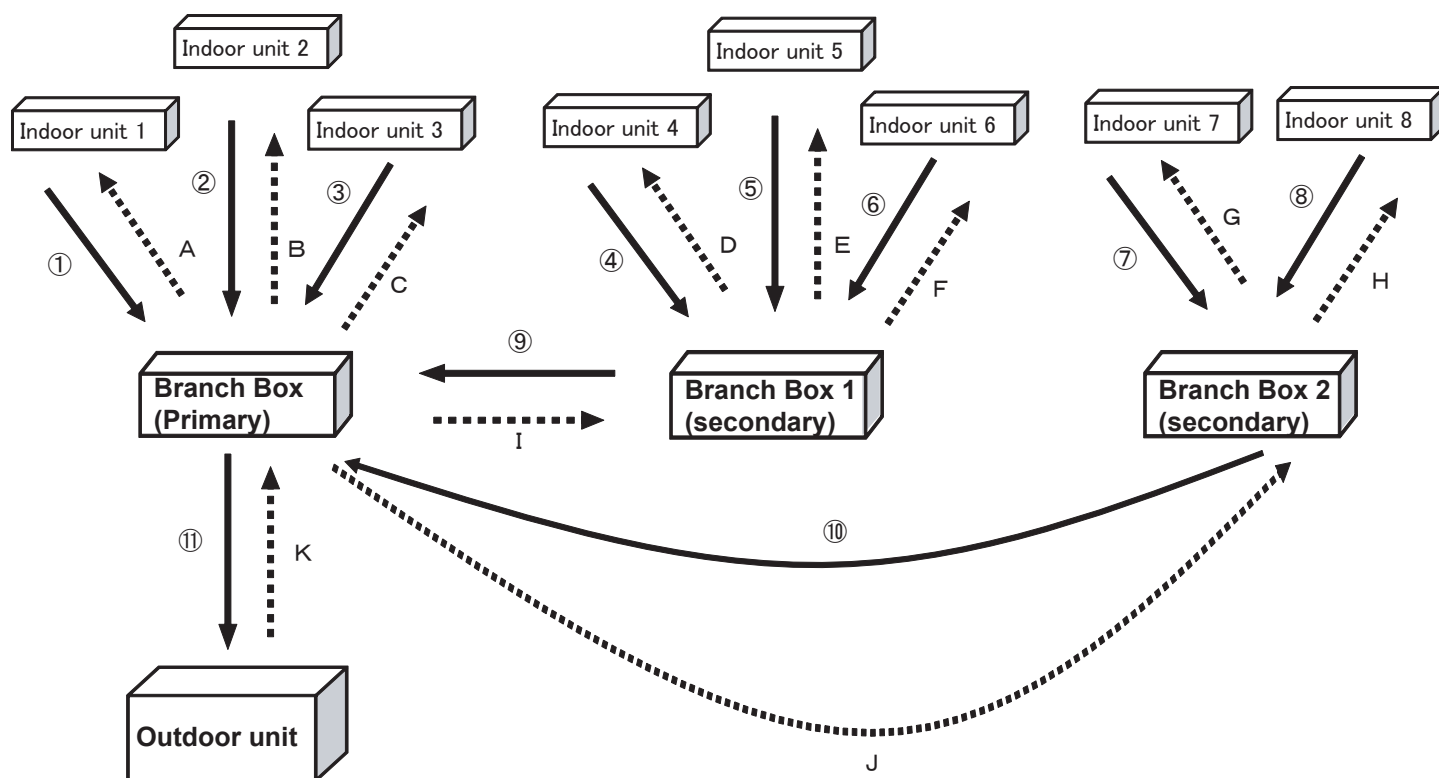 Indoor unit 2
Indoor unit 5
Indoor unit 1
Indoor unit 3
Indoor unit 4
Indoor unit 6
Indoor unit 7
Indoor unit 8
①
A
②
B
③
C
④
D
⑤
E
⑥
F
⑦
G
⑧
H
⑨
I
Branch Box
(Primary)
Branch Box 1
(secondary)
Branch Box 2
(secondary)
⑩
⑪
K
J
Outdoor unit